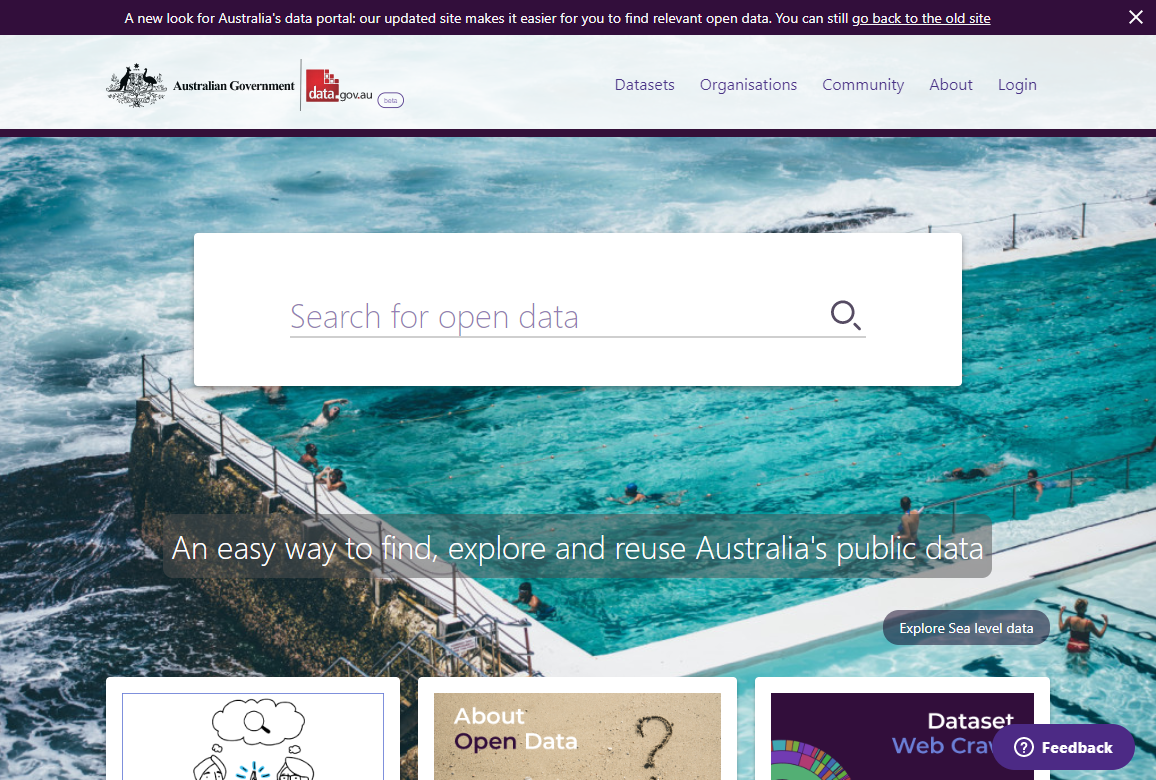 A new look for Australia's data portal: our updated site makes it easier for you to find relevant open data. You can still go back to the old site
Australian Government
data.gov.au
beta
Datasets
Organisations
Community
About
Login
Search for open data
An easy way to find, explore and reuse Australia's public data
Explore Sea level data
About
Open Data
?
Dataset
Web
Feedback